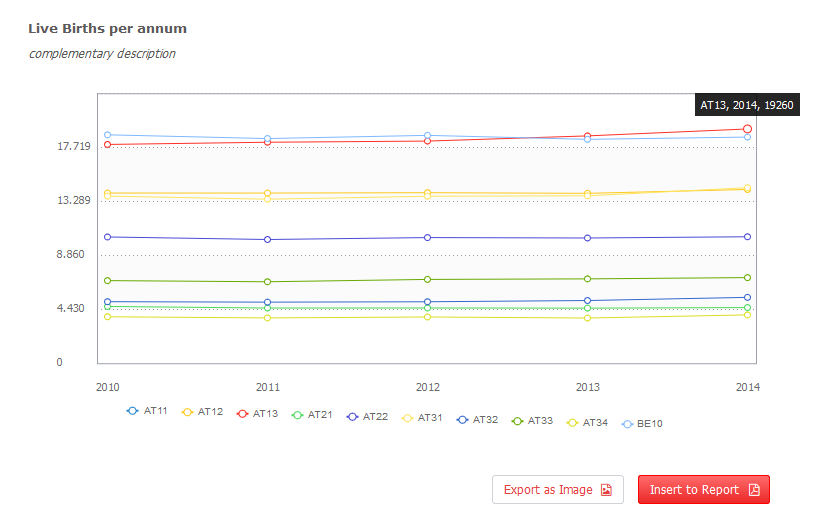 Live Births per annum
complementary description
AT13, 2014, 19260
17.719
13.289
8.860
4.430
0
2010 2011 2012 2013 2014
AT11 AT12 AT13 AT21 AT22 AT31 AT32 AT33 AT34 BE10
Export as Image Insert to Report